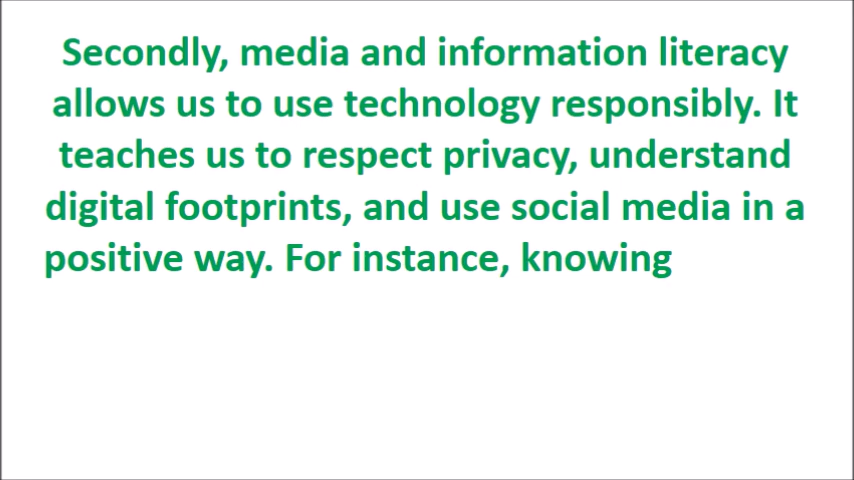 Secondly, media and information literacy
allows us to use technology responsibly. It
teaches us to respect privacy, understand
digital footprints, and use social media in a
positive way. For instance, knowing